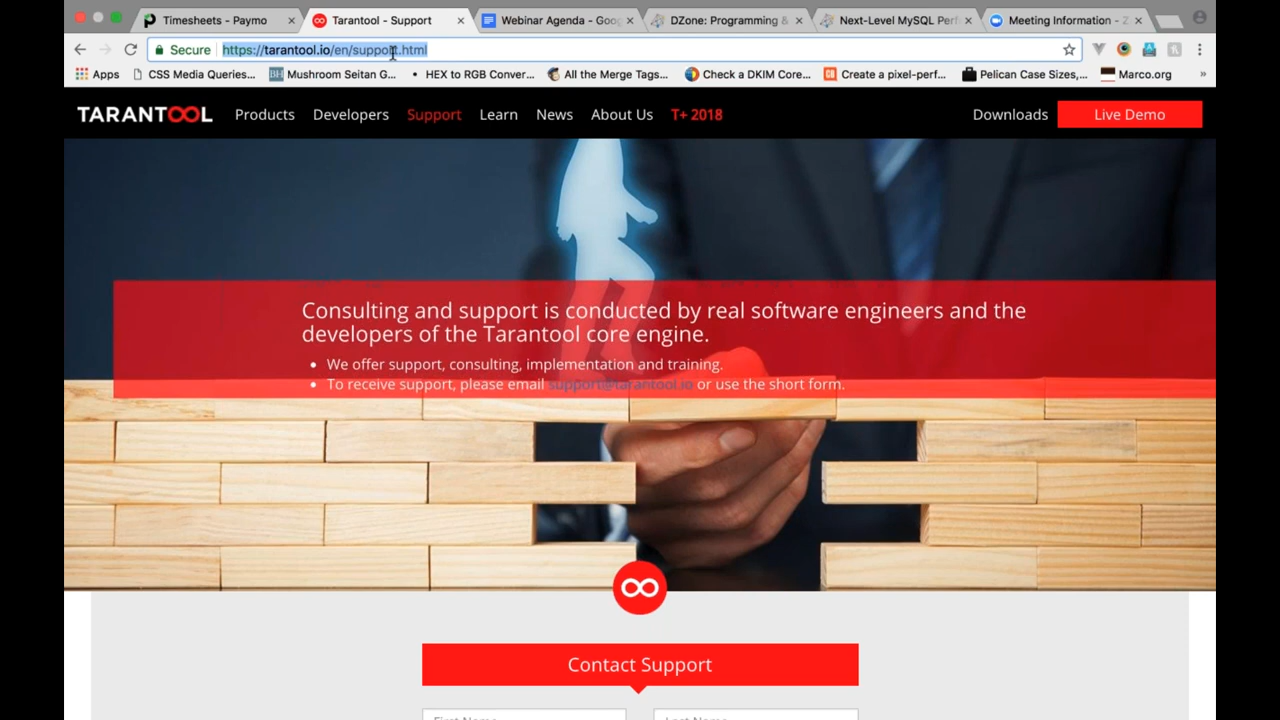 Timesheets - Paymo
Tarantool - Support
Webinar Agenda - Goog
DZone: Programming &
Next-Level MySQL Perf
Meeting Information - Z
Secure
https://tarantool.io/en/support.html
Apps
CSS Media Queries...
Mushroom Seitan G...
HEX to RGB Conver...
All the Merge Tags...
Check a DKIM Core...
Create a pixel-perf...
Pelican Case Sizes,...
Marco.org
»
TARANTOOL
Products
Developers
Support
Learn
News
About Us
T+ 2018
Downloads
Live Demo
Consulting and support is conducted by real software engineers and the
developers of the Tarantool core engine.
• We offer support, consulting, implementation and training.
• To receive support, please email support@tarantool.io or use the short form.
Contact Support
First Name
Last Name